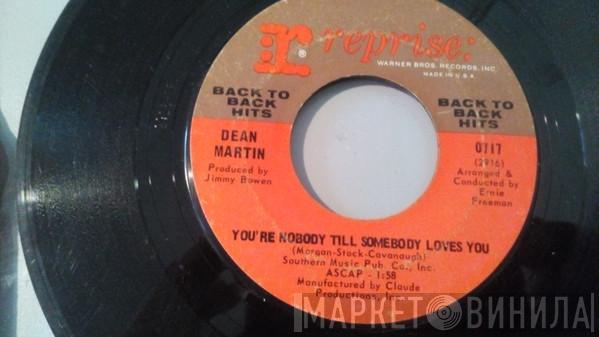 r
reprise:
WARNER BROS. RECORDS, INC.
MADE IN U.S.A.
BACK TO
BACK
HITS
BACK TO
BACK
HITS
DEAN
MARTIN
Produced by
Jimmy Bowen
0717
(2916)
Arranged &
Conducted by
Ernie
Freeman
YOU'RE NOBODY TILL SOMEBODY LOVES YOU
(Morgan-Stock-Cavanaugh)
Southern Music Pub. Co., Inc.
ASCAP - 1:58
Manufactured by Claude
Productions, Inc.
МАРКЕТ ВИНИЛА